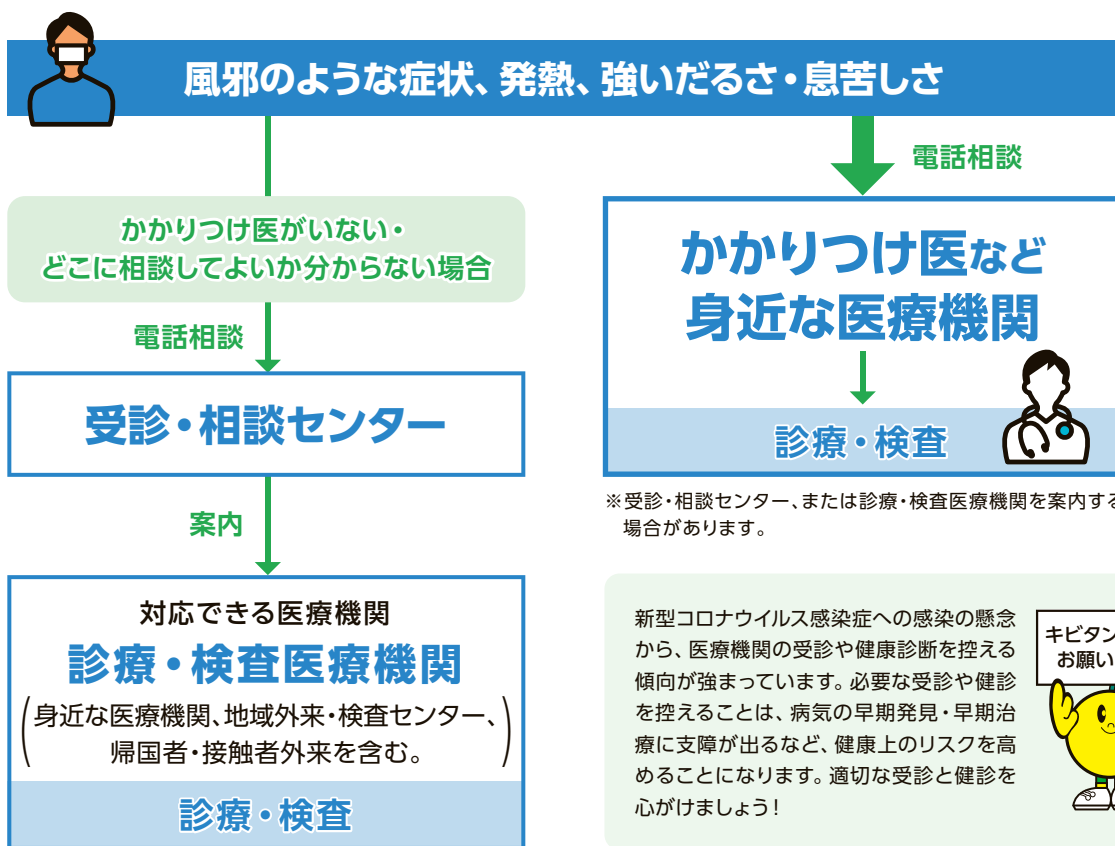 風邪のような症状、発熱、強いだるさ・息苦しさ
かかりつけ医がいない・
どこに相談してよいか分からない場合
電話相談
受診・相談センター
案内
対応できる医療機関
診療・検査医療機関
(身近な医療機関、地域外来・検査センター、
帰国者・接触者外来を含む。)
診療・検査
電話相談
かかりつけ医など
身近な医療機関
診療・検査
※受診・相談センター、または診療・検査医療機関を案内する
場合があります。
新型コロナウイルス感染症への感染の懸念
から、医療機関の受診や健康診断を控える
傾向が強まっています。必要な受診や健診
を控えることは、病気の早期発見・早期治
療に支障が出るなど、健康上のリスクを高
めることになります。適切な受診と健診を
心がけましょう!
キビタン
お願い